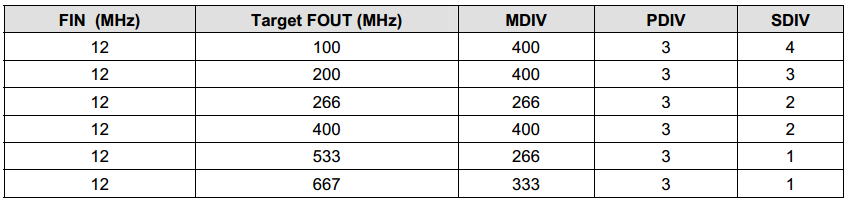 FIN (MHz) Target FOUT (MHz) MDIV PDIV SDIV
12 100 400 3 4
12 200 400 3 3
12 266 266 3 2
12 400 400 3 2
12 533 266 3 1
12 667 333 3 1